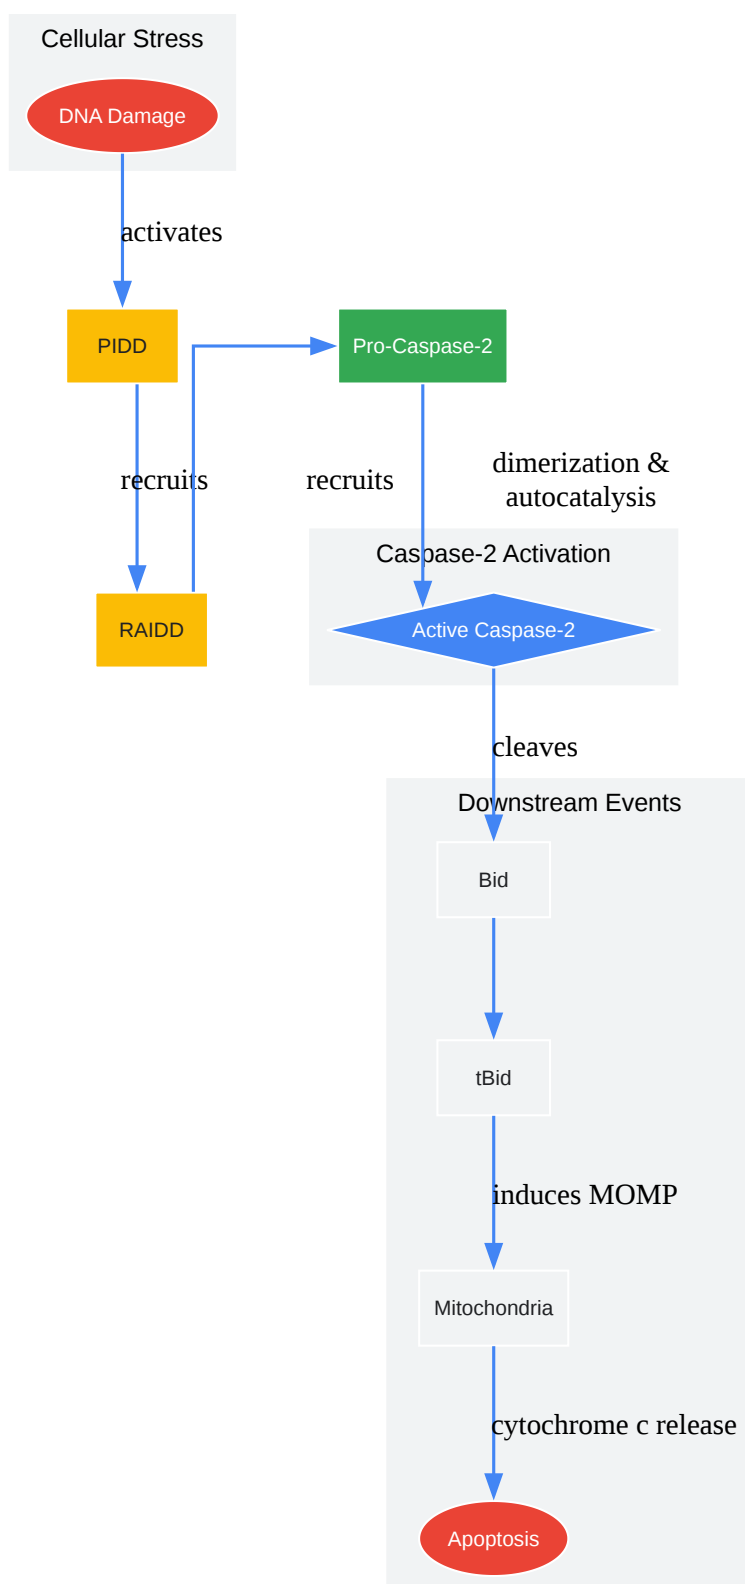 Cellular Stress
DNA Damage
activates
PIDD
Pro-Caspase-2
recruits
recruits
dimerization &
autocatalysis
Caspase-2 Activation
RAIDD
Active Caspase-2
cleaves
Downstream Events
Bid
tBid
induces MOMP
Mitochondria
cytochrome c release
Apoptosis